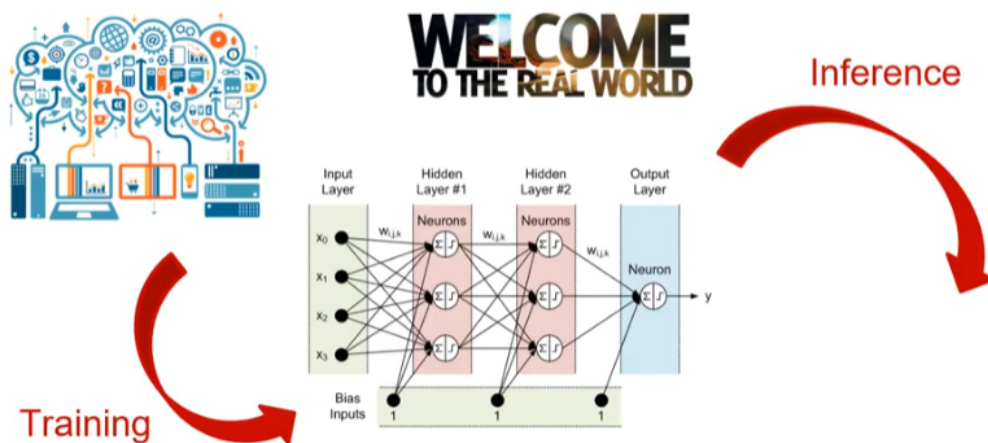 WELCOME
TO THE REAL WORLD
Inference
Input
Layer
Hidden
Layer #1
Hidden
Layer #2
Output
Layer
Neurons
Neurons
Neuron
x0
x1
x2
x3
wi,j,k
wi,j,k
wi,j,k
Σ
Σ
Σ
Σ
Σ
Σ
Σ
y
Bias
Inputs
1
1
1
Training